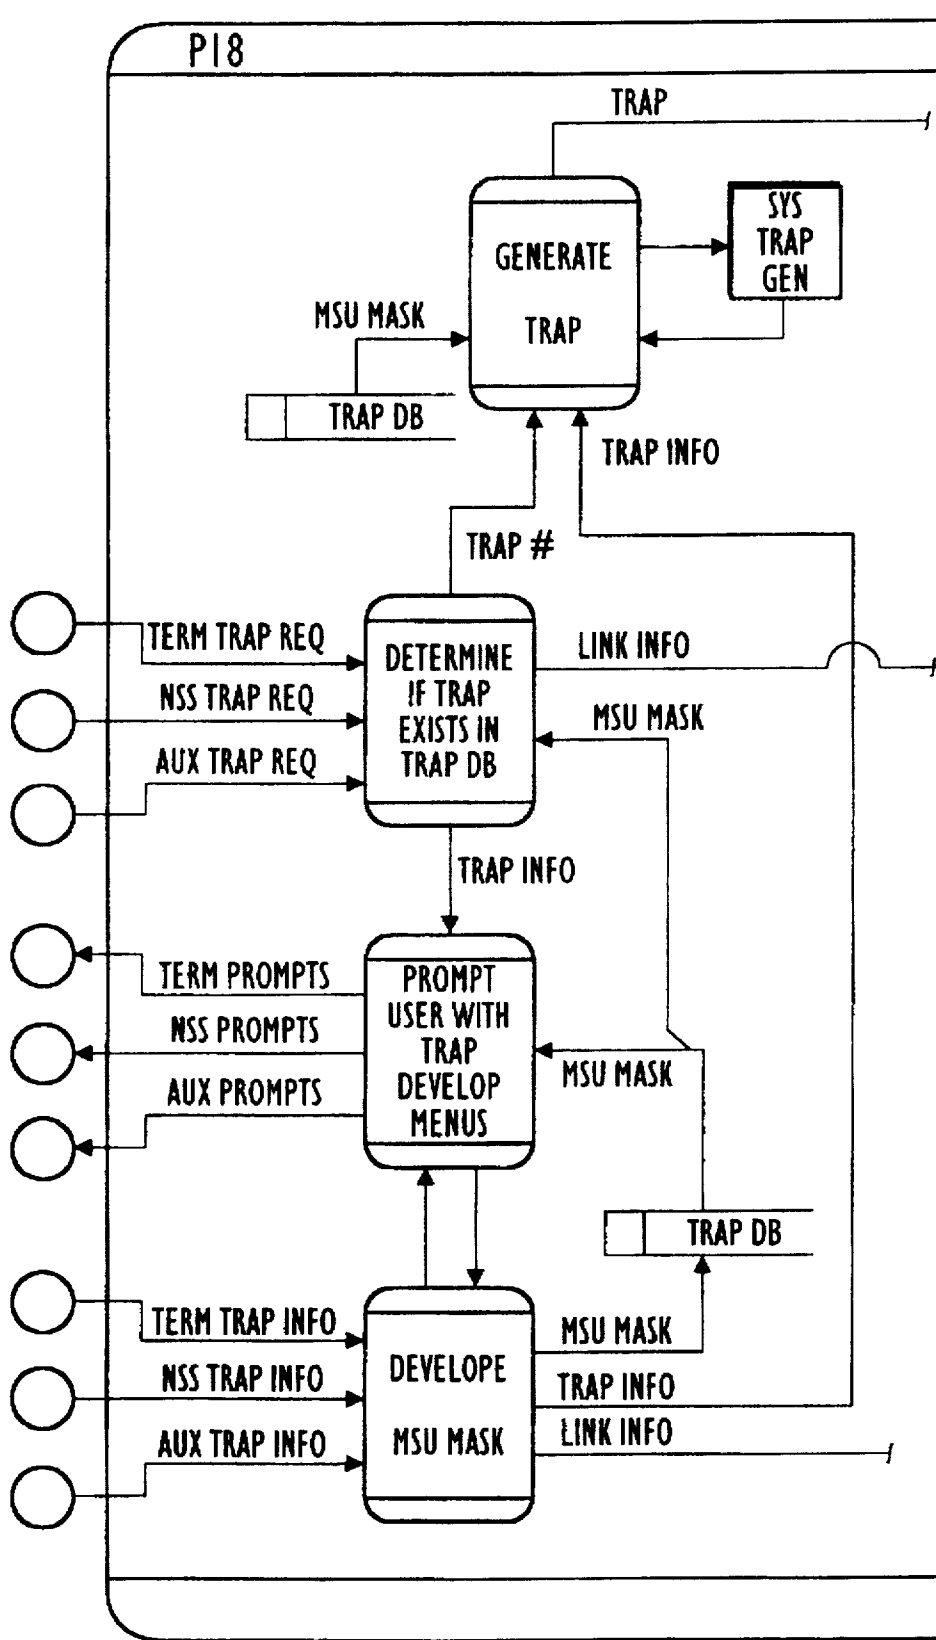 P18
TRAP
SYS
TRAP
GEN
GENERATE
TRAP
MSU MASK
TRAP DB
TRAP INFO
TRAP #
TERM TRAP REQ
NSS TRAP REQ
AUX TRAP REQ
DETERMINE
IF TRAP
EXISTS IN
TRAP DB
LINK INFO
MSU MASK
TRAP INFO
TERM PROMPTS
NSS PROMPTS
AUX PROMPTS
PROMPT
USER WITH
TRAP
DEVELOP
MENUS
MSU MASK
TRAP DB
TERM TRAP INFO
NSS TRAP INFO
AUX TRAP INFO
DEVELOPE
MSU MASK
MSU MASK
TRAP INFO
LINK INFO